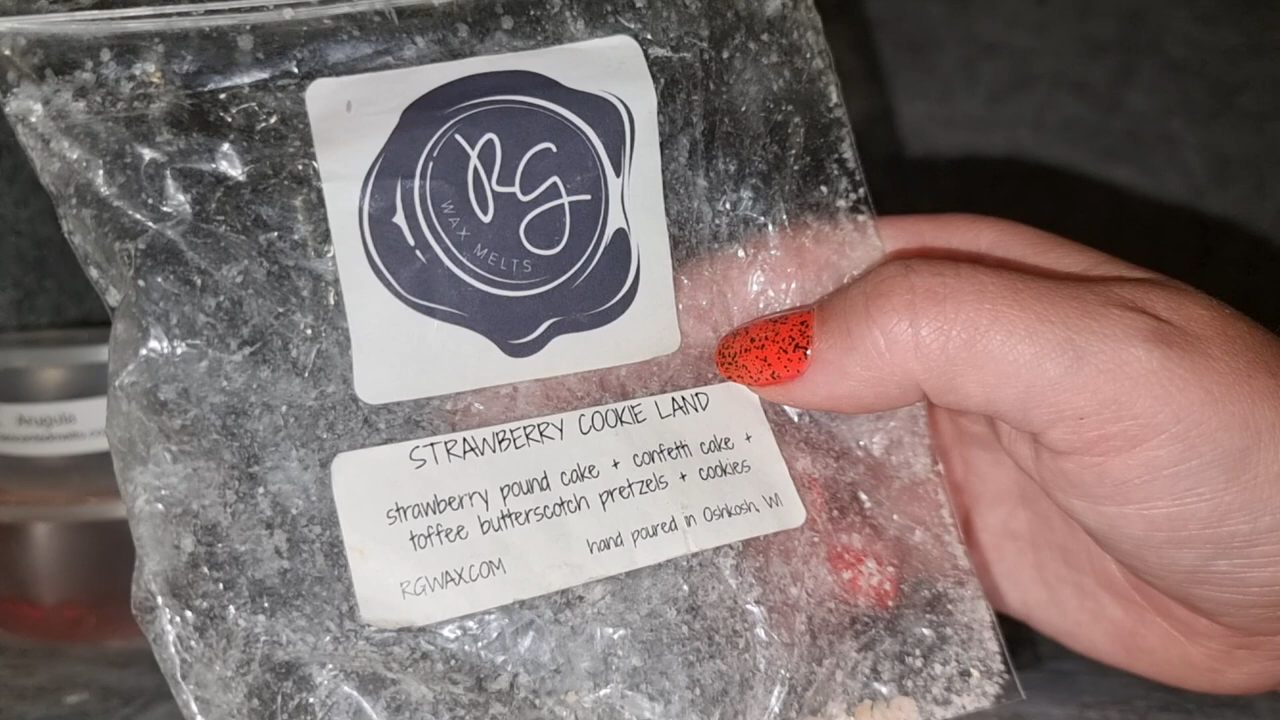 RG
WAX MELTS
STRAWBERRY COOKIE LAND
strawberry pound cake + confetti cake +
toffee butterscotch pretzels + cookies
hand poured in Oshkosh, WI
RGWAX.COM
Arugula